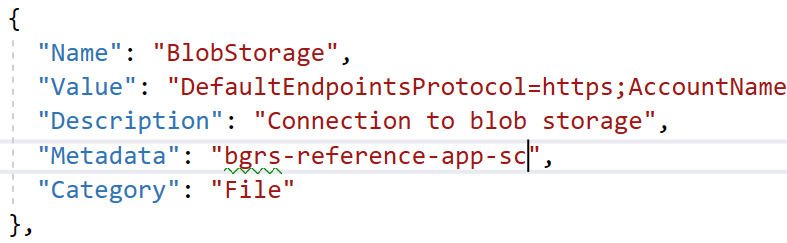 {
"Name": "BlobStorage",
"Value": "DefaultEndpointsProtocol=https;AccountName
"Description": "Connection to blob storage",
"Metadata": "bgrs-reference-app-sc",
"Category": "File"
},